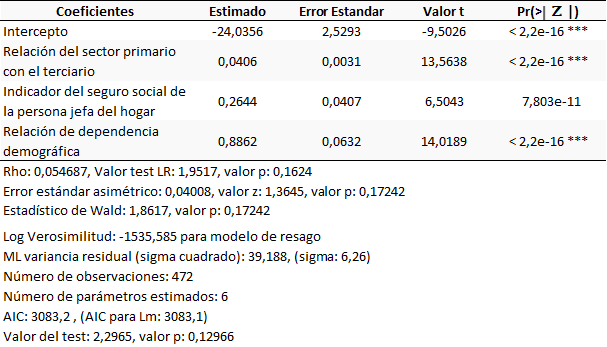 Coeficientes Estimado Error Estandar Valor t Pr(>| Z |)
Intercepto -24,0356 2,5293 -9,5026 < 2,2e-16 ***
Relación del sector primario
con el terciario 0,0406 0,0031 13,5638 < 2,2e-16 ***
Indicador del seguro social de
la persona jefa del hogar 0,2644 0,0407 6,5043 7,803e-11
Relación de dependencia
demográfica 0,8862 0,0632 14,0189 < 2,2e-16 ***
Rho: 0,054687, Valor test LR: 1,9517, valor p: 0,1624
Error estándar asimétrico: 0,04008, valor z: 1,3645, valor p: 0,17242
Estadístico de Wald: 1,8617, valor p: 0,17242
Log Verosimilitud: -1535,585 para modelo de resago
ML variancia residual (sigma cuadrado): 39,188, (sigma: 6,26)
Número de observaciones: 472
Número de parámetros estimados: 6
AIC: 3083,2 , (AIC para Lm: 3083,1)
Valor del test: 2,2965, valor p: 0,12966